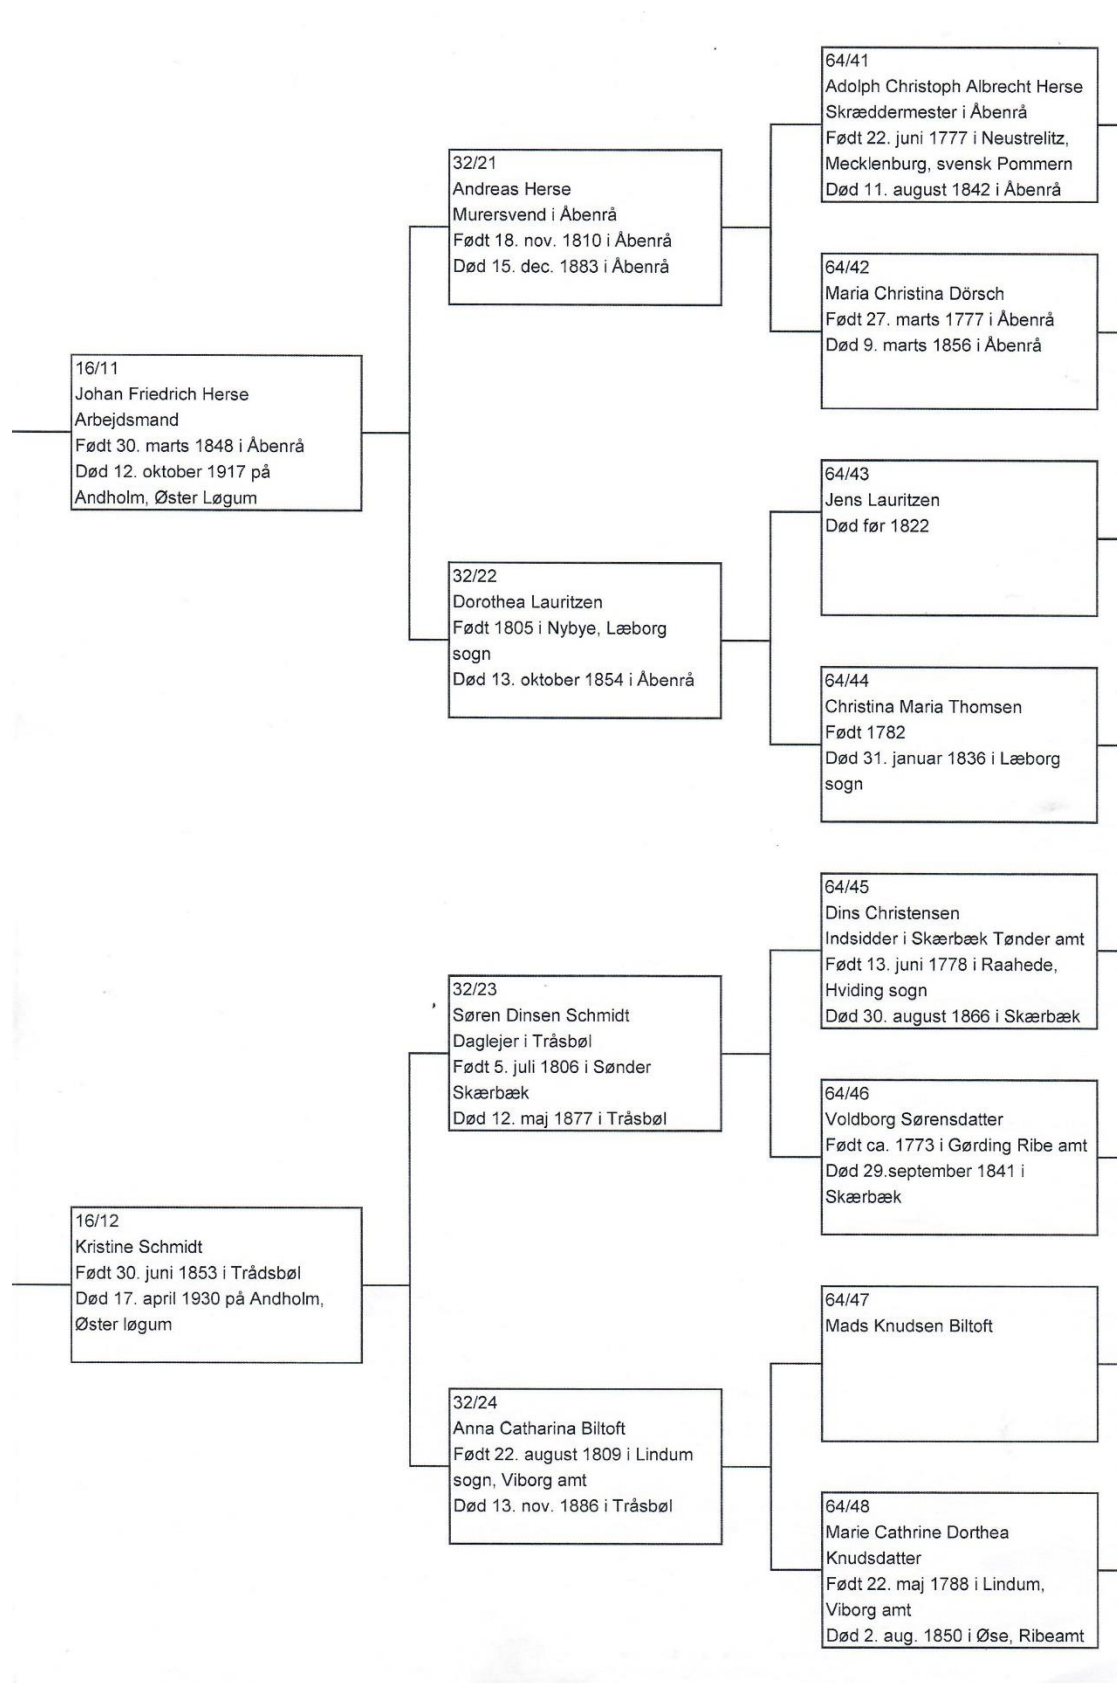 64/41
Adolph Christoph Albrecht Herse
Skræddermester i Åbenrå
Født 22. juni 1777 i Neustrelitz,
Mecklenburg, svensk Pommern
Død 11. august 1842 i Åbenrå
32/21
Andreas Herse
Murersvend i Åbenrå
Født 18. nov. 1810 i Åbenrå
Død 15. dec. 1883 i Åbenrå
64/42
Maria Christina Dörsch
Født 27. marts 1777 i Åbenrå
Død 9. marts 1856 i Åbenrå
16/11
Johan Friedrich Herse
Arbejdsmand
Født 30. marts 1848 i Åbenrå
Død 12. oktober 1917 på
Andholm, Øster Løgum
64/43
Jens Lauritzen
Død før 1822
32/22
Dorothea Lauritzen
Født 1805 i Nybye, Læborg
sogn
Død 13. oktober 1854 i Åbenrå
64/44
Christina Maria Thomsen
Født 1782
Død 31. januar 1836 i Læborg
sogn
64/45
Dins Christensen
Indsidder i Skærbæk Tønder amt
Født 13. juni 1778 i Raahede,
Hviding sogn
Død 30. august 1866 i Skærbæk
32/23
Søren Dinsen Schmidt
Daglejer i Tråsbøl
Født 5. juli 1806 i Sønder
Skærbæk
Død 12. maj 1877 i Tråsbøl
64/46
Voldborg Sørensdatter
Født ca. 1773 i Gørding Ribe amt
Død 29.september 1841 i
Skærbæk
16/12
Kristine Schmidt
Født 30. juni 1853 i Trådsbøl
Død 17. april 1930 på Andholm,
Øster løgum
64/47
Mads Knudsen Biltoft
32/24
Anna Catharina Biltoft
Født 22. august 1809 i Lindum
sogn, Viborg amt
Død 13. nov. 1886 i Tråsbøl
64/48
Marie Cathrine Dorthea
Knudsdatter
Født 22. maj 1788 i Lindum,
Viborg amt
Død 2. aug. 1850 i Øse, Ribeamt